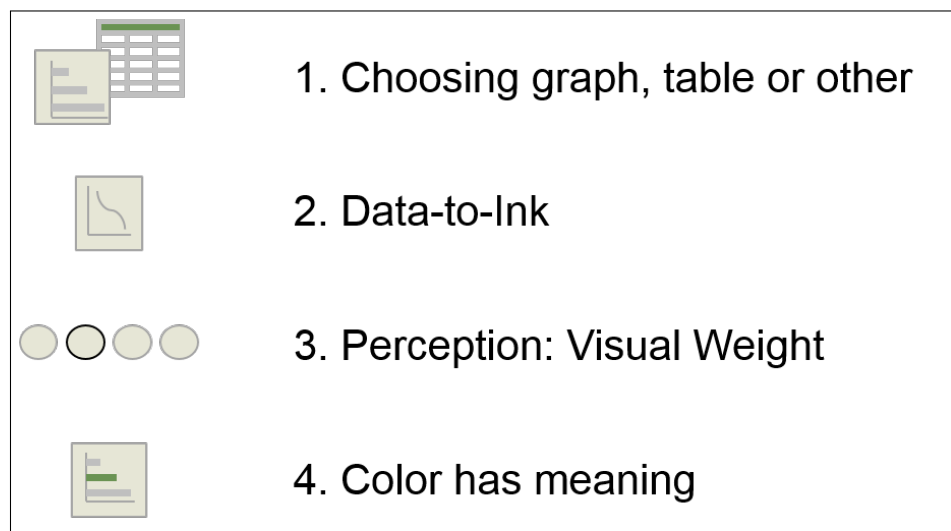 1. Choosing graph, table or other
2. Data-to-Ink
3. Perception: Visual Weight
4. Color has meaning